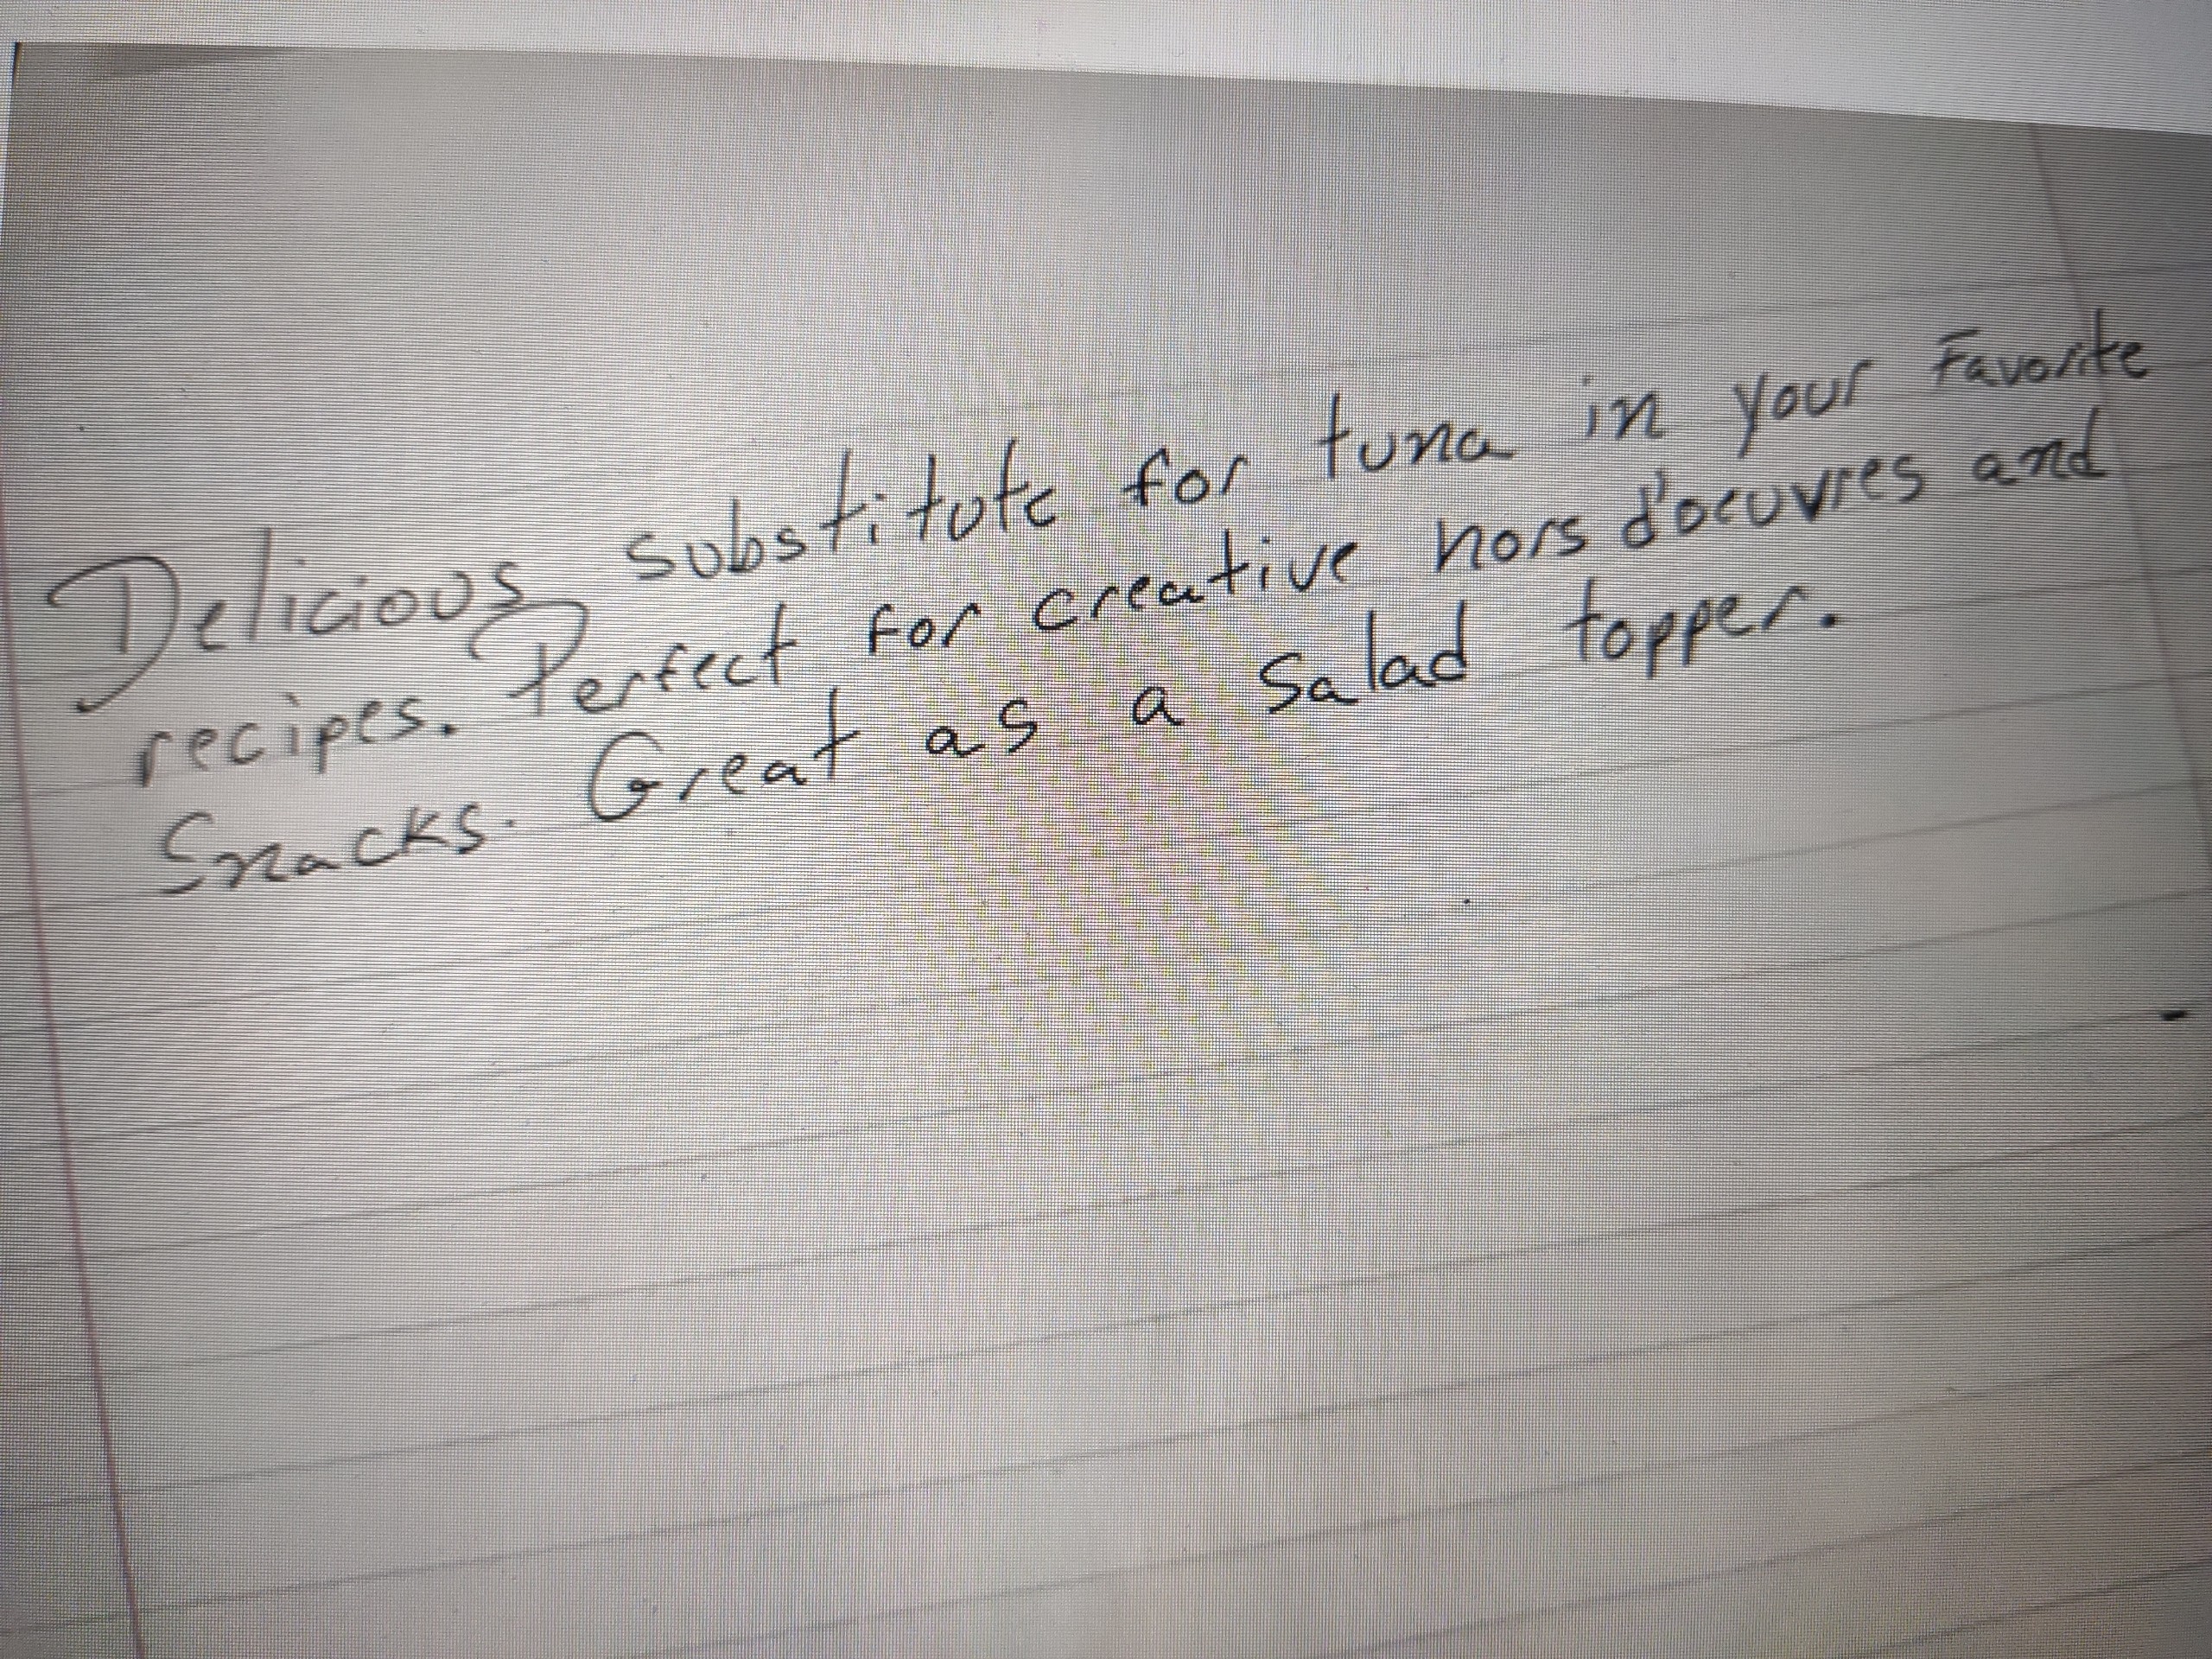 Delicious substitute for tuna in your Favorite
recipes. Perfect For creative hors d'oeuvres and
Snacks. Great as a salad topper.